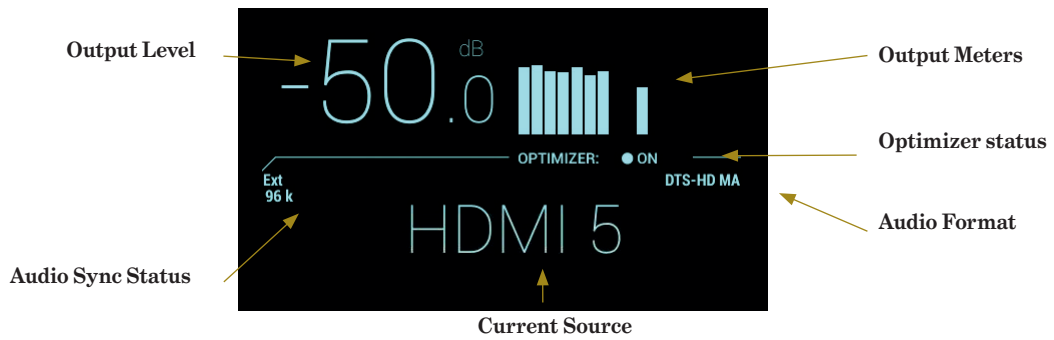 Output Level
-50.0 dB
Output Meters
OPTIMIZER: ON
Optimizer status
Ext
96 k
DTS-HD MA
Audio Format
HDMI 5
Audio Sync Status
Current Source